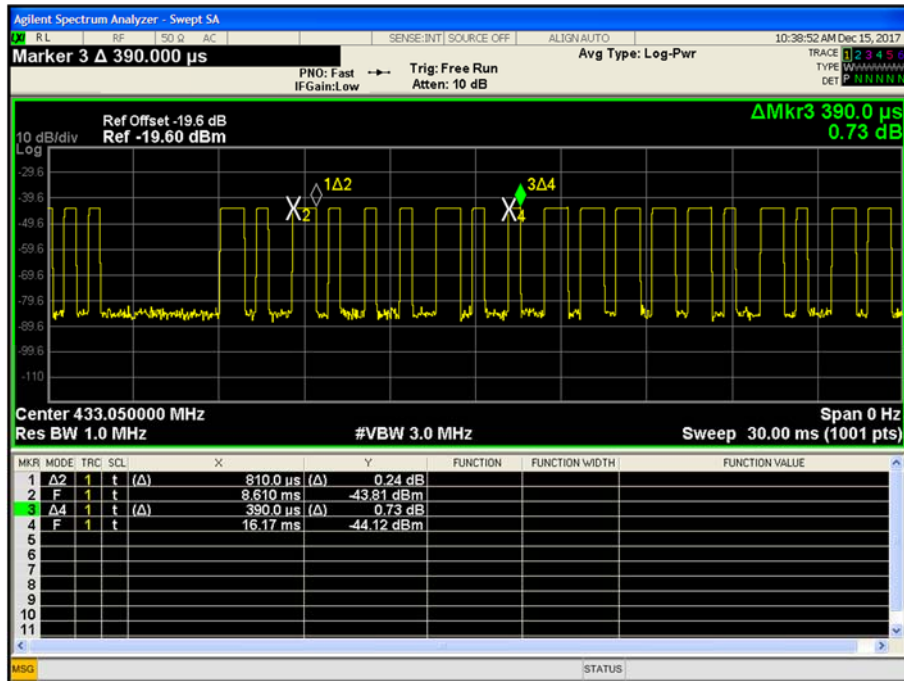 Agilent Spectrum Analyzer - Swept SA
RL RF 50 Ω AC SENSE:INT SOURCE OFF ALIGN AUTO 10:38:52 AM Dec 15, 2017
Marker 3 Δ 390.000 µs
PNO: Fast
IFGain:Low
Trig: Free Run
Atten: 10 dB
Avg Type: Log-Pwr
TRACE 1 2 3 4 5 6
TYPE W
DET P N N N N N
ΔMkr3 390.0 µs
0.73 dB
Ref Offset -19.6 dB
10 dB/div Ref -19.60 dBm
Log
-29.6
-39.6
-49.6
-59.6
-69.6
-79.6
-89.6
-99.6
-110
1Δ2
3Δ4
2
4
Center 433.050000 MHz Span 0 Hz
Res BW 1.0 MHz #VBW 3.0 MHz Sweep 30.00 ms (1001 pts)
MKR MODE TRC SCL X Y FUNCTION FUNCTION WIDTH FUNCTION VALUE
1 Δ2 1 t (Δ) 810.0 µs (Δ) 0.24 dB
2 F 1 t 8.610 ms -43.81 dBm
3 Δ4 1 t (Δ) 390.0 µs (Δ) 0.73 dB
4 F 1 t 16.17 ms -44.12 dBm
5
6
7
8
9
10
11
MSG STATUS